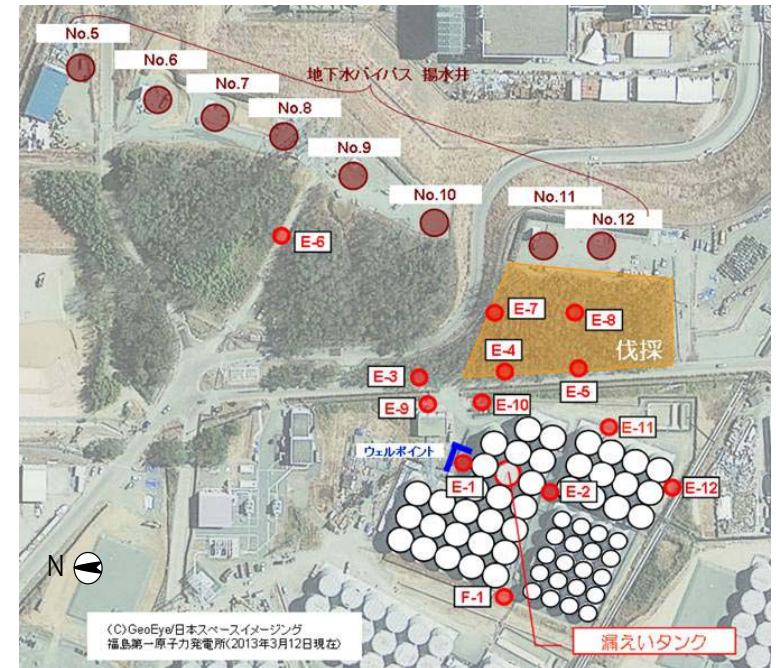 No.5
No.6
No.7
地下水バイパス 揚水井
No.8
No.9
No.10
No.11
No.12
E-6
E-7
E-8
伐採
E-4
E-3
E-5
E-9
E-10
E-11
ウェルポイント
E-1
E-2
E-12
N
F-1
(C)GeoEye/日本スペースイメージング
福島第一原子力発電所(2013年3月12日現在)
漏えいタンク